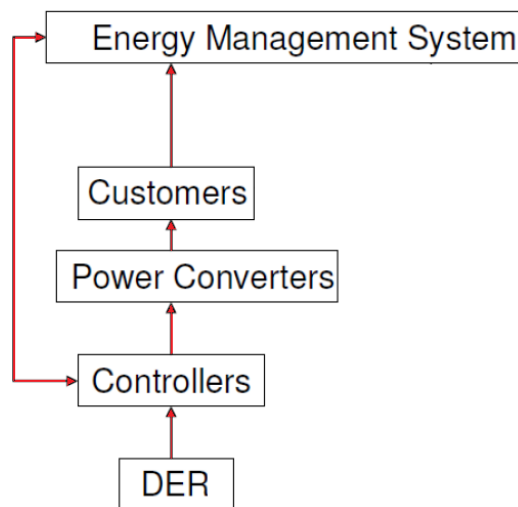 Energy Management System
Customers
Power Converters
Controllers
DER